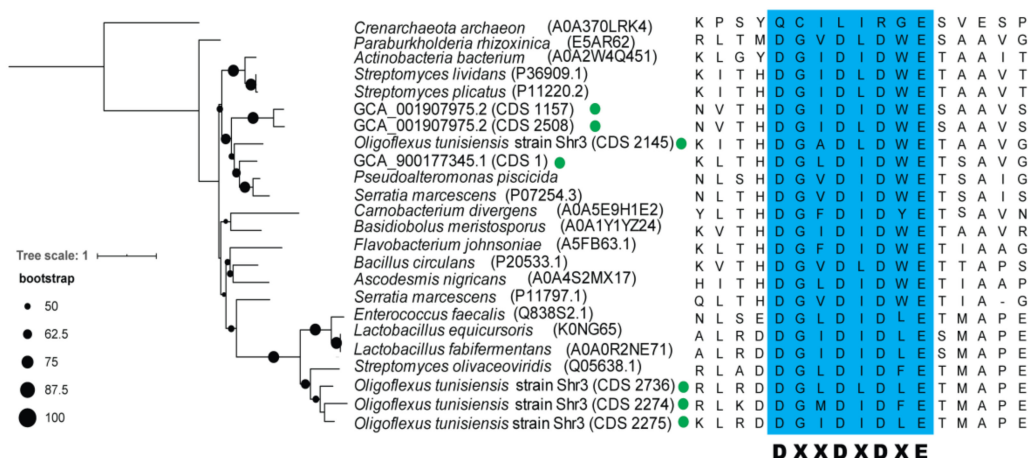 Crenarchaeota archaeon (A0A370LRK4) K P S Y Q C I L I R G E S V E S P
Paraburkholderia rhizoxinica (E5AR62) R L T M D G V D L D W E S A A V G
Actinobacteria bacterium (A0A2W4Q451) K L G Y D G I D I D W E T A A I T
Streptomyces lividans (P36909.1) K I T H D G I D L D W E T A A V T
Streptomyces plicatus (P11220.2) K I T H D G I D L D W E T A A V T
GCA_001907975.2 (CDS 1157) N V T H D G I D I D W E S A A V S
GCA_001907975.2 (CDS 2508) N V T H D G I D L D W E S A A V S
Oligoflexus tunisiensis strain Shr3 (CDS 2145) K I T H D G A D L D W E T A A V G
GCA_900177345.1 (CDS 1) K L T H D G L D I D W E T S A V G
Pseudoalteromonas piscicida N L S H D G V D I D W E T S A I G
Serratia marcescens (P07254.3) N L T H D G V D I D W E T S A I S
Carnobacterium divergens (A0A5E9H1E2) Y L T H D G F D I D Y E T S A V N
Basidiobolus meristosporus (A0A1Y1YZ24) K V T H D G I D I D W E T A A V R
Flavobacterium johnsoniae (A5FB63.1) K L T H D G F D I D W E T I A A G
Bacillus circulans (P20533.1) K V T H D G V D L D W E T T A P S
Ascodesmis nigricans (A0A4S2MX17) H I T H D G L D I D W E T I A A P
Serratia marcescens (P11797.1) Q L T H D G V D I D W E T I A - G
Enterococcus faecalis (Q838S2.1) N L S E D G L D I D L E T M A P E
Lactobacillus equicursoris (K0NG65) A L R D D G I D I D L E S M A P E
Lactobacillus fabifermentans (A0A0R2NE71) A L R D D G I D I D L E S M A P E
Streptomyces olivaceoviridis (Q05638.1) R L A D D G L D I D F E T M A P E
Oligoflexus tunisiensis strain Shr3 (CDS 2736) R L R D D G L D L D L E T M A P E
Oligoflexus tunisiensis strain Shr3 (CDS 2274) R L K D D G M D I D F E T M A P E
Oligoflexus tunisiensis strain Shr3 (CDS 2275) K L R D D G I D I D L E T M A P E
D X X D X D X E
Tree scale: 1
bootstrap
50
62.5
75
87.5
100